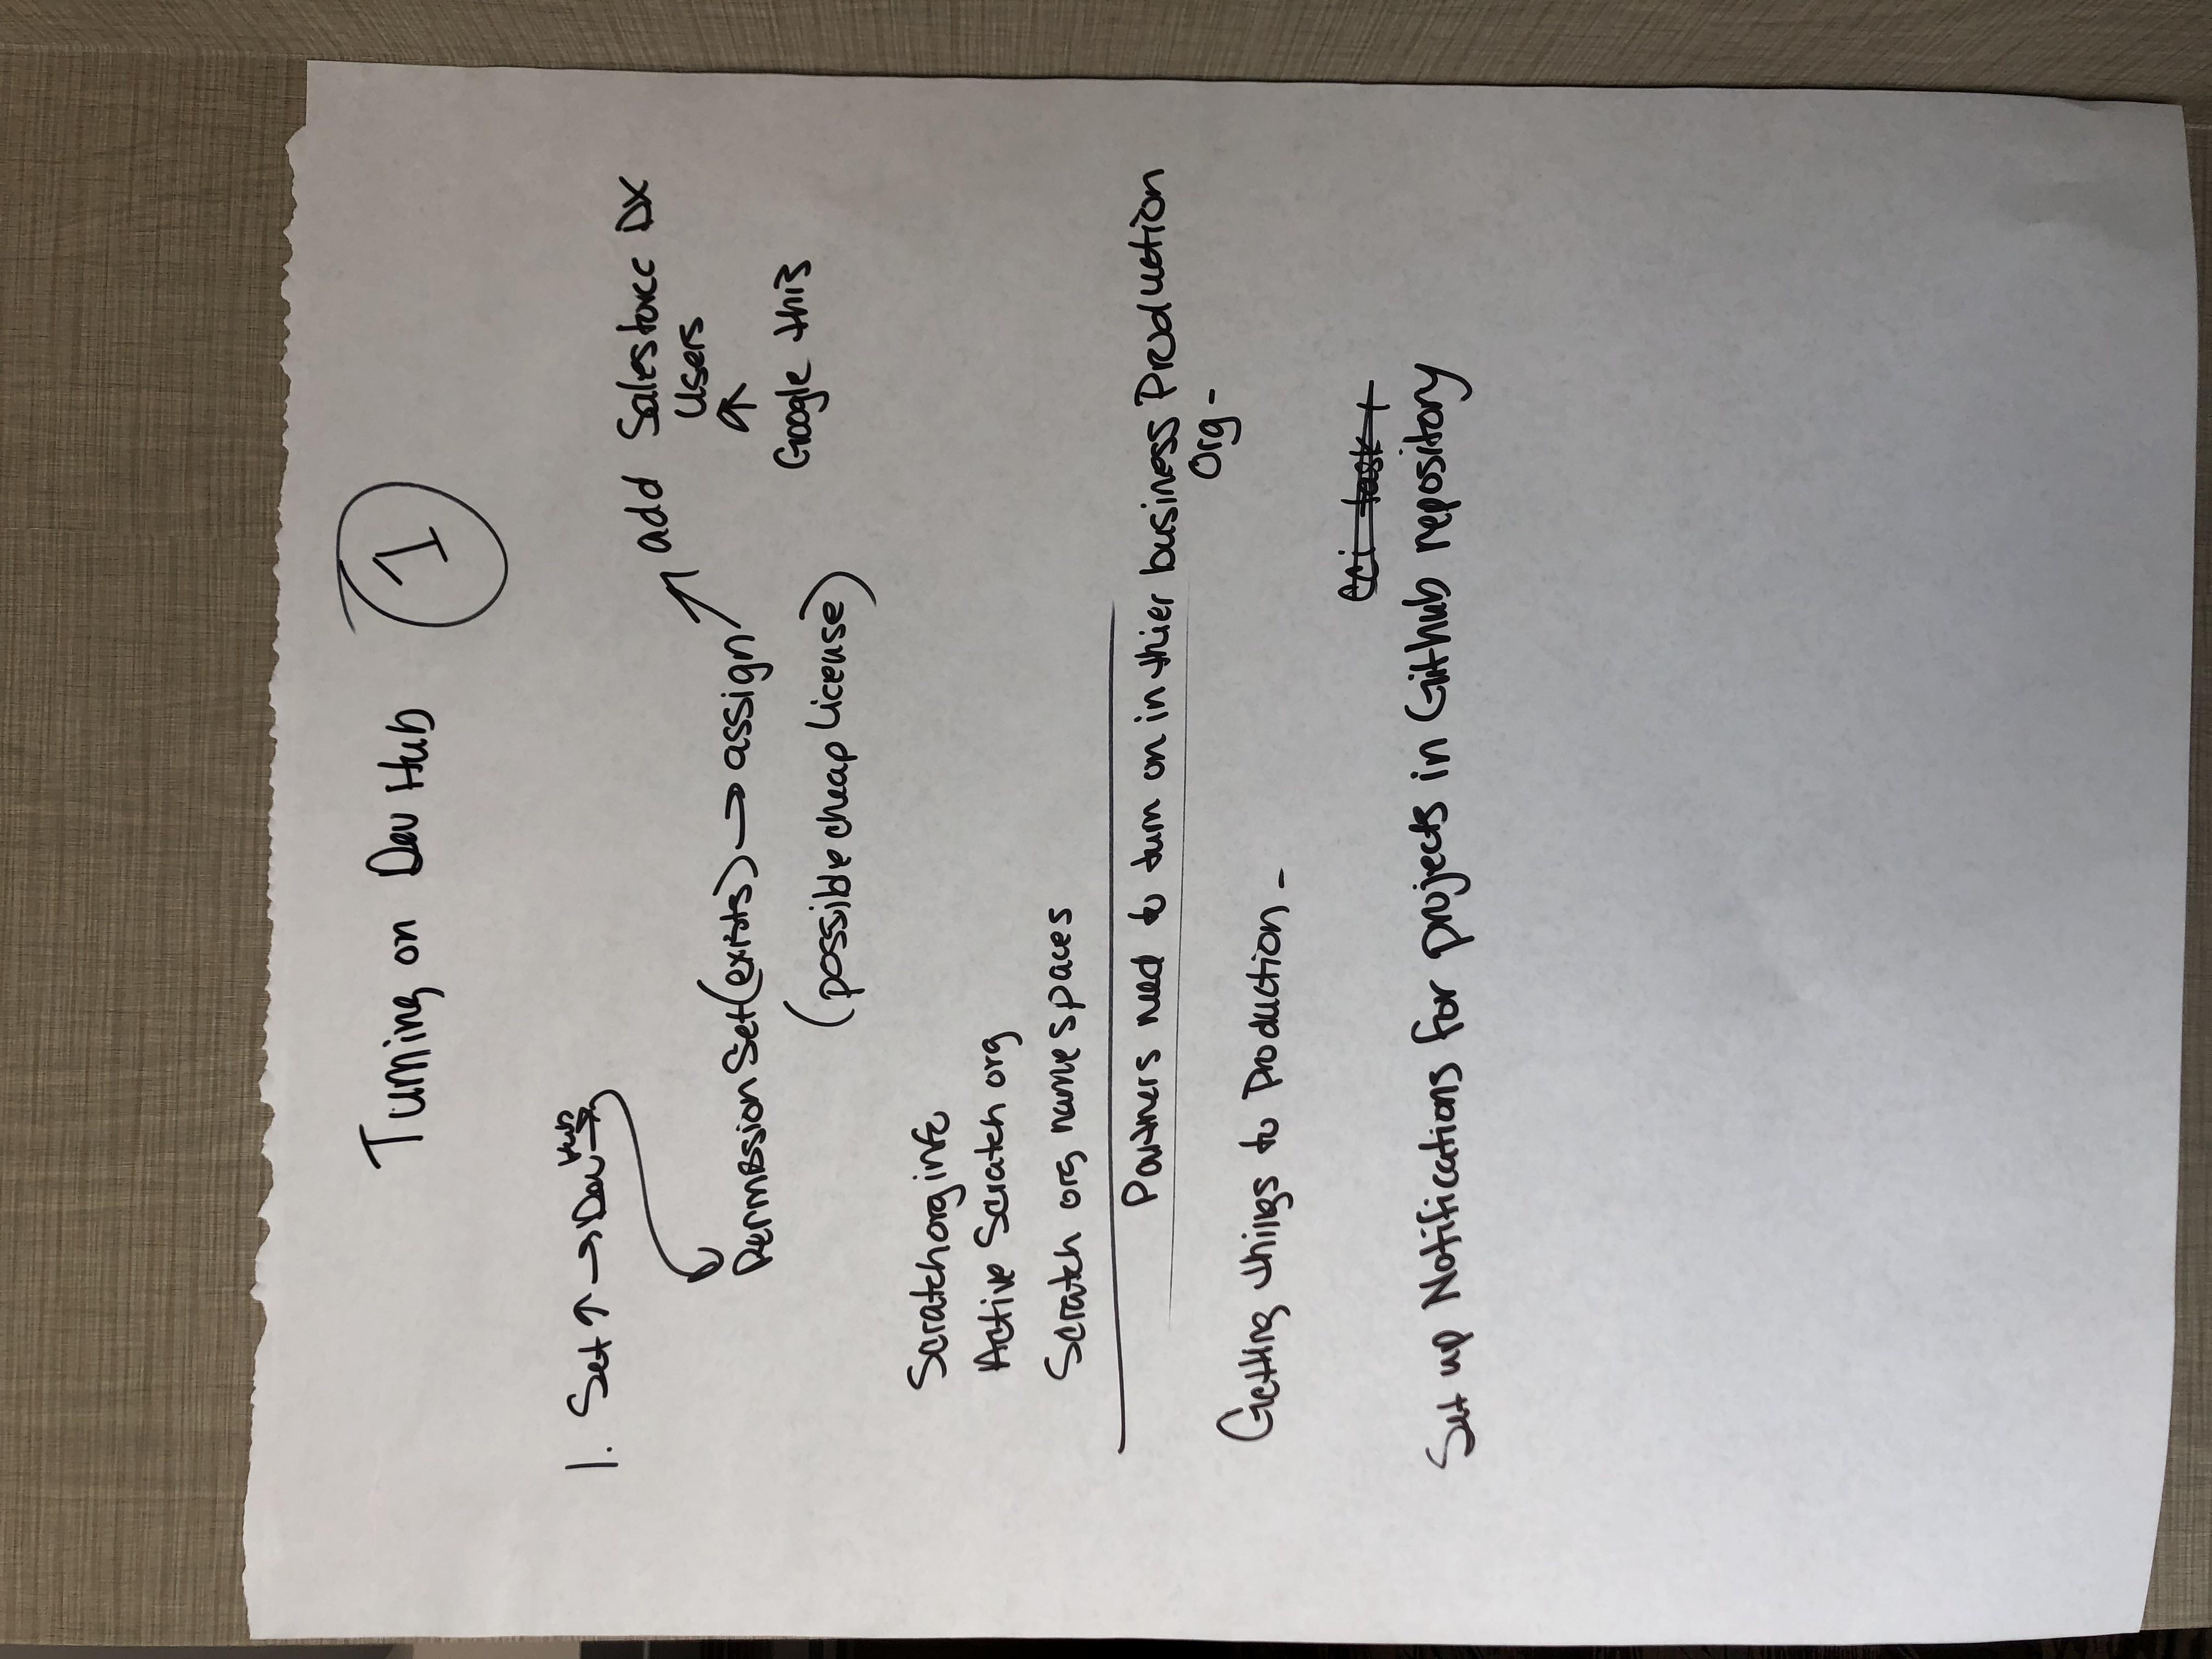 Turning on Dev Hub 1
1. Set ↑ → Dev Hub →
add Salesforce DX
Users
Permission Set (exists) → assign
↑
Google this
(possible cheap License)
Scratch org info
Active Scratch org
Scratch org namespaces
Partners need to turn on in thier business Production
Org -
Getting things to Production -
cci task
Set up Notifications for projects in Github repository